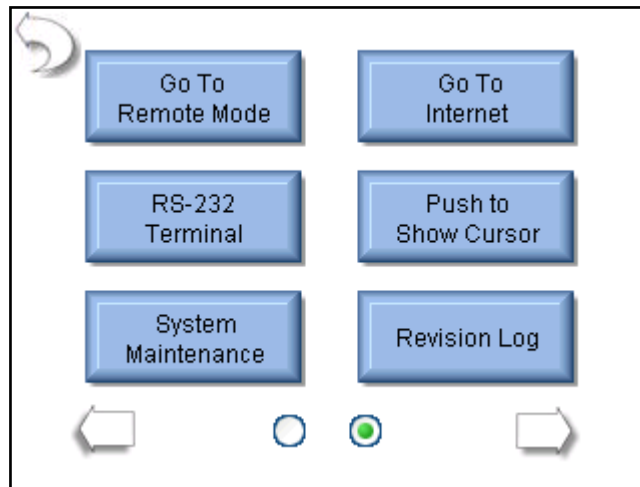 Go To
Remote Mode
Go To
Internet
RS-232
Terminal
Push to
Show Cursor
System
Maintenance
Revision Log